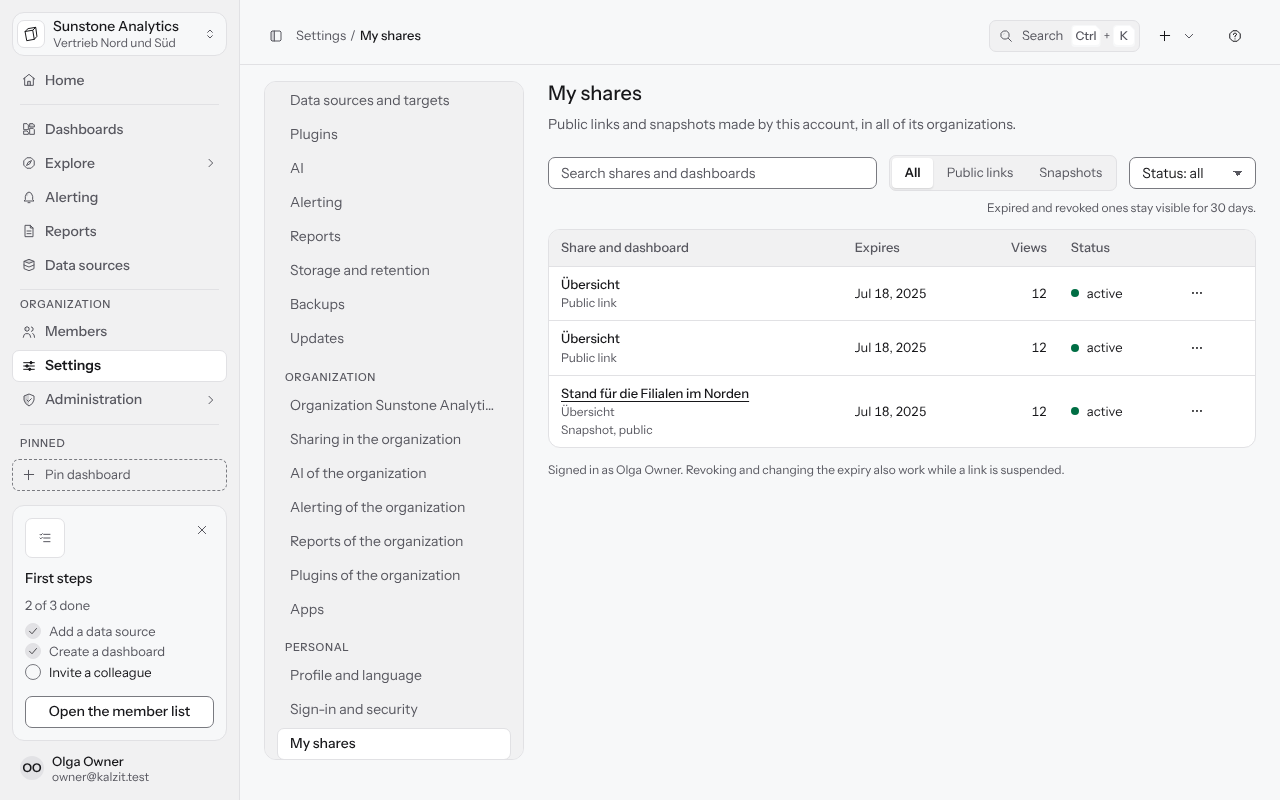 Sunstone Analytics
Vertrieb Nord und Süd
Home
Dashboards
Explore
Alerting
Reports
Data sources
ORGANIZATION
Members
Settings
Administration
PINNED
Pin dashboard
First steps
2 of 3 done
Add a data source
Create a dashboard
Invite a colleague
Open the member list
OO
Olga Owner
owner@kalzit.test
Settings / My shares
Search Ctrl + K
Data sources and targets
Plugins
AI
Alerting
Reports
Storage and retention
Backups
Updates
ORGANIZATION
Organization Sunstone Analyti...
Sharing in the organization
AI of the organization
Alerting of the organization
Reports of the organization
Plugins of the organization
Apps
PERSONAL
Profile and language
Sign-in and security
My shares
My shares
Public links and snapshots made by this account, in all of its organizations.
Search shares and dashboards
All Public links Snapshots
Status: all
Expired and revoked ones stay visible for 30 days.
Share and dashboard Expires Views Status
Übersicht
Public link
Jul 18, 2025 12 active
Übersicht
Public link
Jul 18, 2025 12 active
Stand für die Filialen im Norden
Übersicht
Snapshot, public
Jul 18, 2025 12 active
Signed in as Olga Owner. Revoking and changing the expiry also work while a link is suspended.